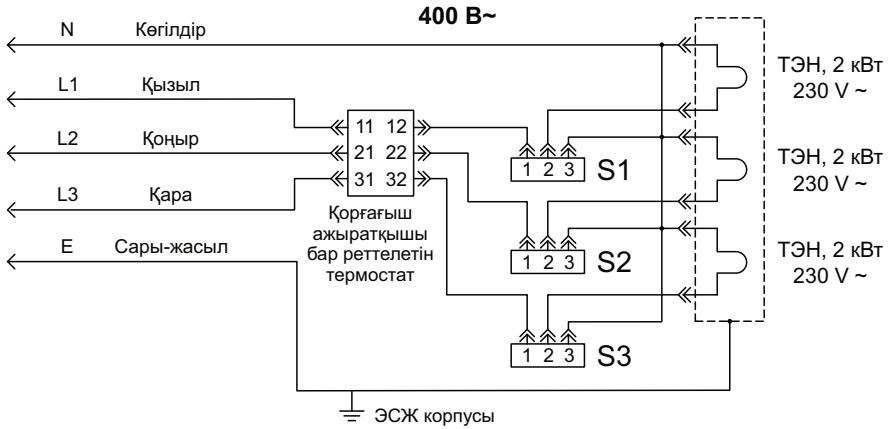 400 В~
N Көгілдір
L1 Қызыл
L2 Қоңыр
L3 Қара
E Сары-жасыл
11 12
21 22
31 32
Қорғағыш
ажыратқышы
бар реттелетін
термостат
1 2 3 S1
1 2 3 S2
1 2 3 S3
ТЭН, 2 кВт
230 V ~
ТЭН, 2 кВт
230 V ~
ТЭН, 2 кВт
230 V ~
ЭСЖ корпусы